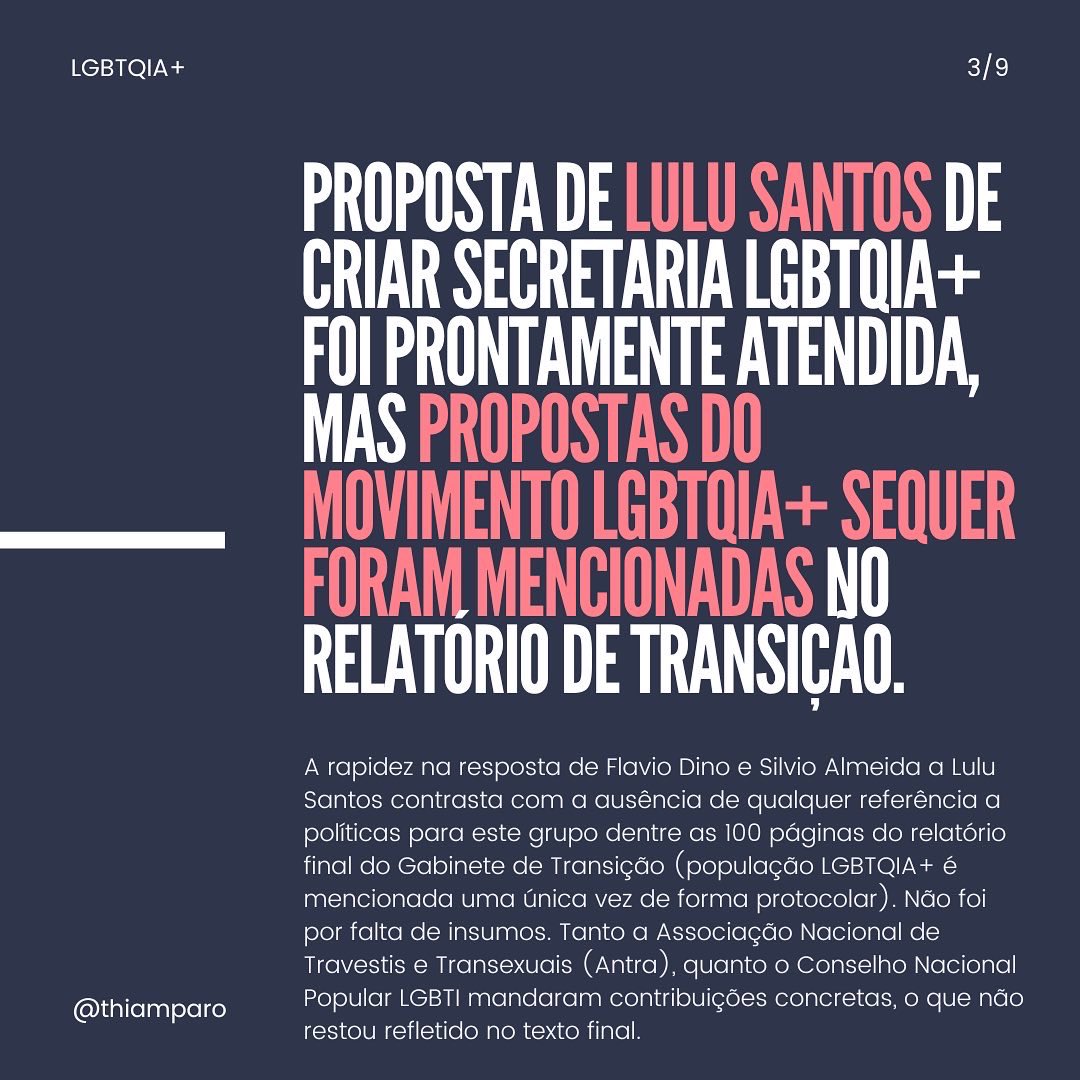 LGBTQIA+
3/9
PROPOSTA DE LULU SANTOS DE
CRIAR SECRETARIA LGBTQIA+
FOI PRONTAMENTE ATENDIDA,
MAS PROPOSTAS DO
MOVIMENTO LGBTQIA+ SEQUER
FORAM MENCIONADAS NO
RELATÓRIO DE TRANSIÇÃO.
A rapidez na resposta de Flavio Dino e Silvio Almeida a Lulu
Santos contrasta com a ausência de qualquer referência a
políticas para este grupo dentre as 100 páginas do relatório
final do Gabinete de Transição (população LGBTQIA+ é
mencionada uma única vez de forma protocolar). Não foi
por falta de insumos. Tanto a Associação Nacional de
Travestis e Transexuais (Antra), quanto o Conselho Nacional
Popular LGBTI mandaram contribuições concretas, o que não
restou refletido no texto final.
@thiamparo